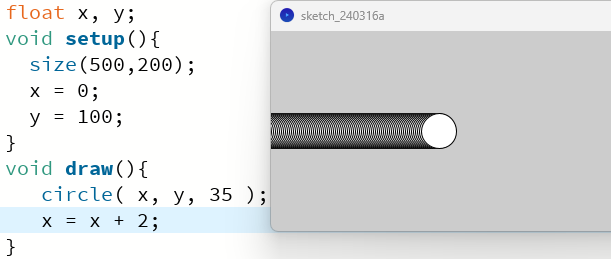 float x, y;
void setup(){
  size(500,200);
  x = 0;
  y = 100;
}
void draw(){
   circle( x, y, 35 );
   x = x + 2;
}
sketch_240316a